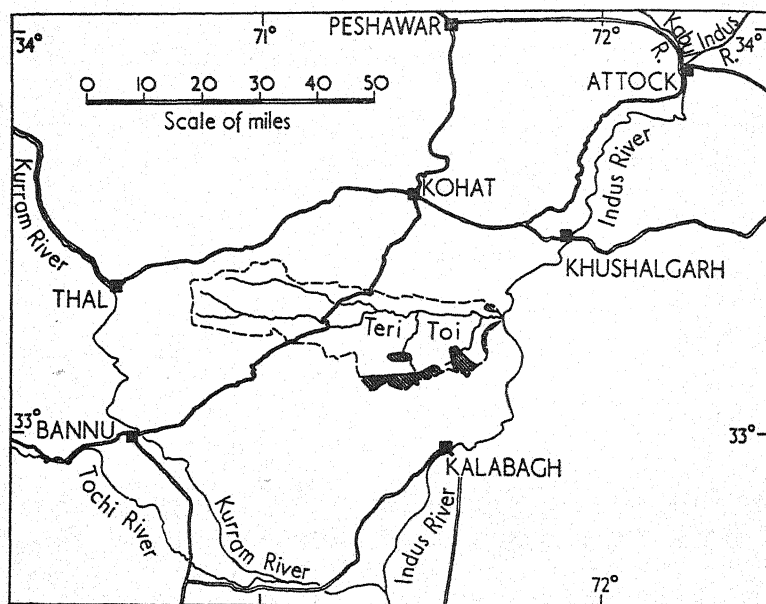 34°
71
PESHAWAR
72
Kabul R.
Indus R.
34°
0 10 20 30 40 50
Scale of miles
ATTOCK
Kurram River
KOHAT
Indus River
KHUSHALGARH
THAL
Teri Toi
33°
BANNU
33°
KALABAGH
Tochi River
Kurram River
Indus River
71
72°